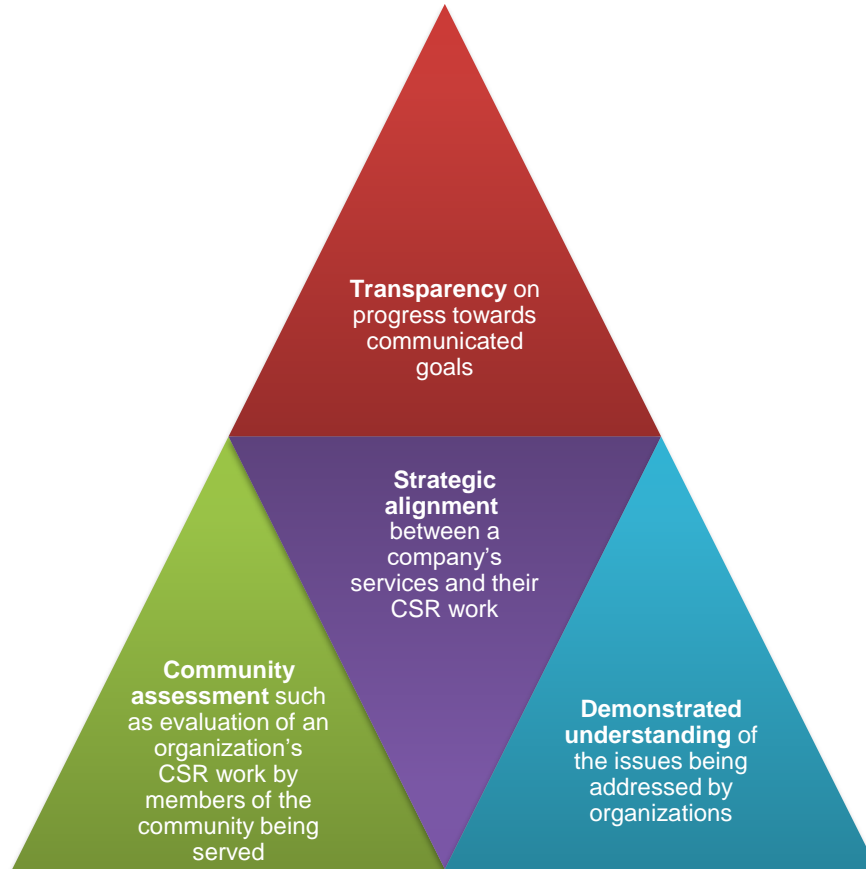 Transparency on
progress towards
communicated
goals
Strategic
alignment
between a
company’s
services and their
CSR work
Community
assessment such
as evaluation of an
organization’s
CSR work by
members of the
community being
served
Demonstrated
understanding of
the issues being
addressed by
organizations